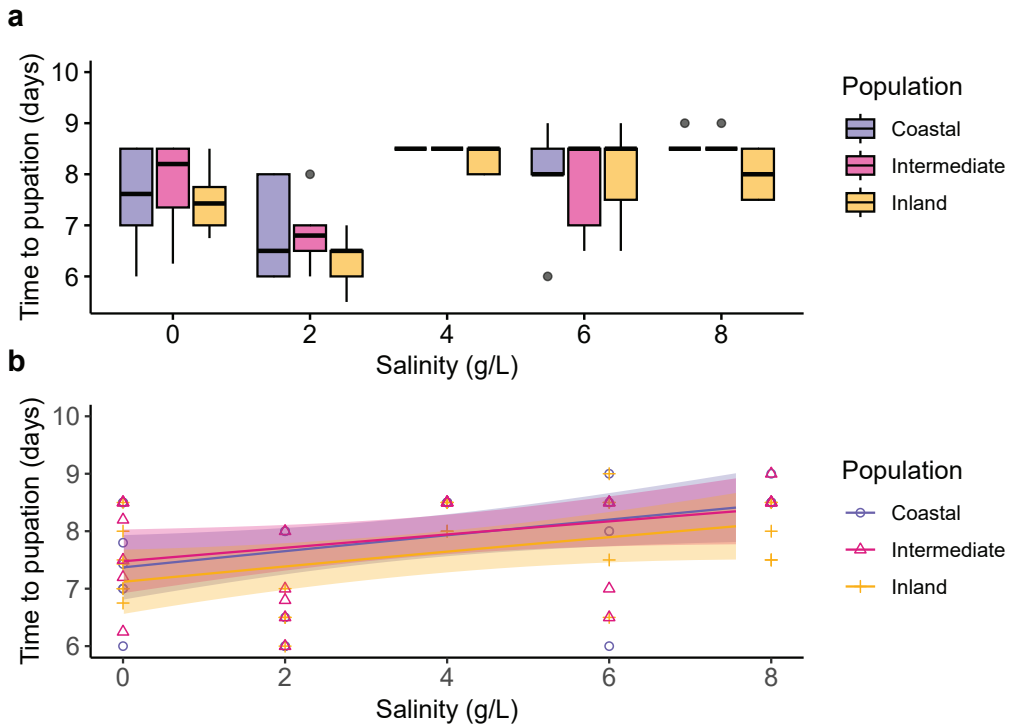 a
Time to pupation (days)
10
9
8
7
6
0 2 4 6 8
Salinity (g/L)
Population
Coastal
Intermediate
Inland
b
Time to pupation (days)
10
9
8
7
6
0 2 4 6 8
Salinity (g/L)
Population
Coastal
Intermediate
Inland